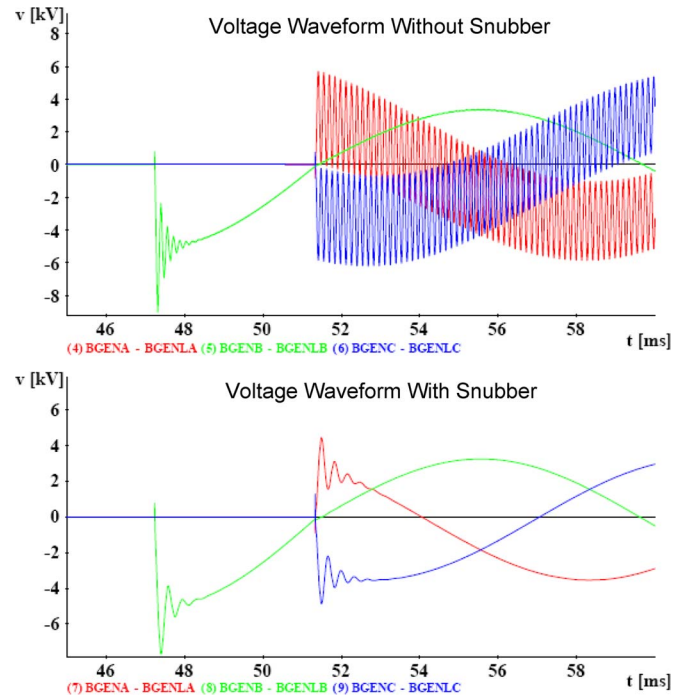 v [kV]
Voltage Waveform Without Snubber
8
6
4
2
0
-2
-4
-6
-8
46 48 50 52 54 56 58
t [ms]
(4) BGENA - BGENLA (5) BGENB - BGENLB (6) BGENC - BGENLC
v [kV]
Voltage Waveform With Snubber
6
4
2
0
-2
-4
-6
46 48 50 52 54 56 58
t [ms]
(7) BGENA - BGENLA (8) BGENB - BGENLB (9) BGENC - BGENLC